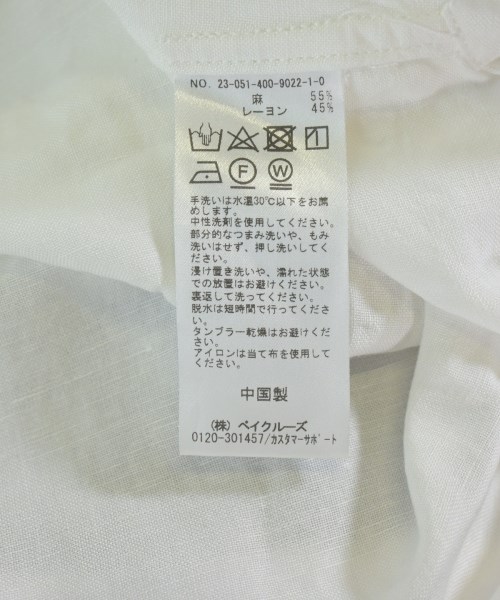 NO. 23-051-400-9022-1-0
麻 55%
レーヨン 45%
F W
手洗いは水温30℃以下をお薦
めします。
中性洗剤を使用してください。
部分的なつまみ洗いや、もみ
洗いはせず、押し洗いしてく
ださい。
浸け置き洗いや、濡れた状態
での放置はお避けください。
裏返して洗ってください。
脱水は短時間で行ってくださ
い。
タンブラー乾燥はお避けくだ
さい。
アイロンは当て布を使用して
ください。
中国製
(株) ベイクルーズ
0120-301457/カスタマーサポート